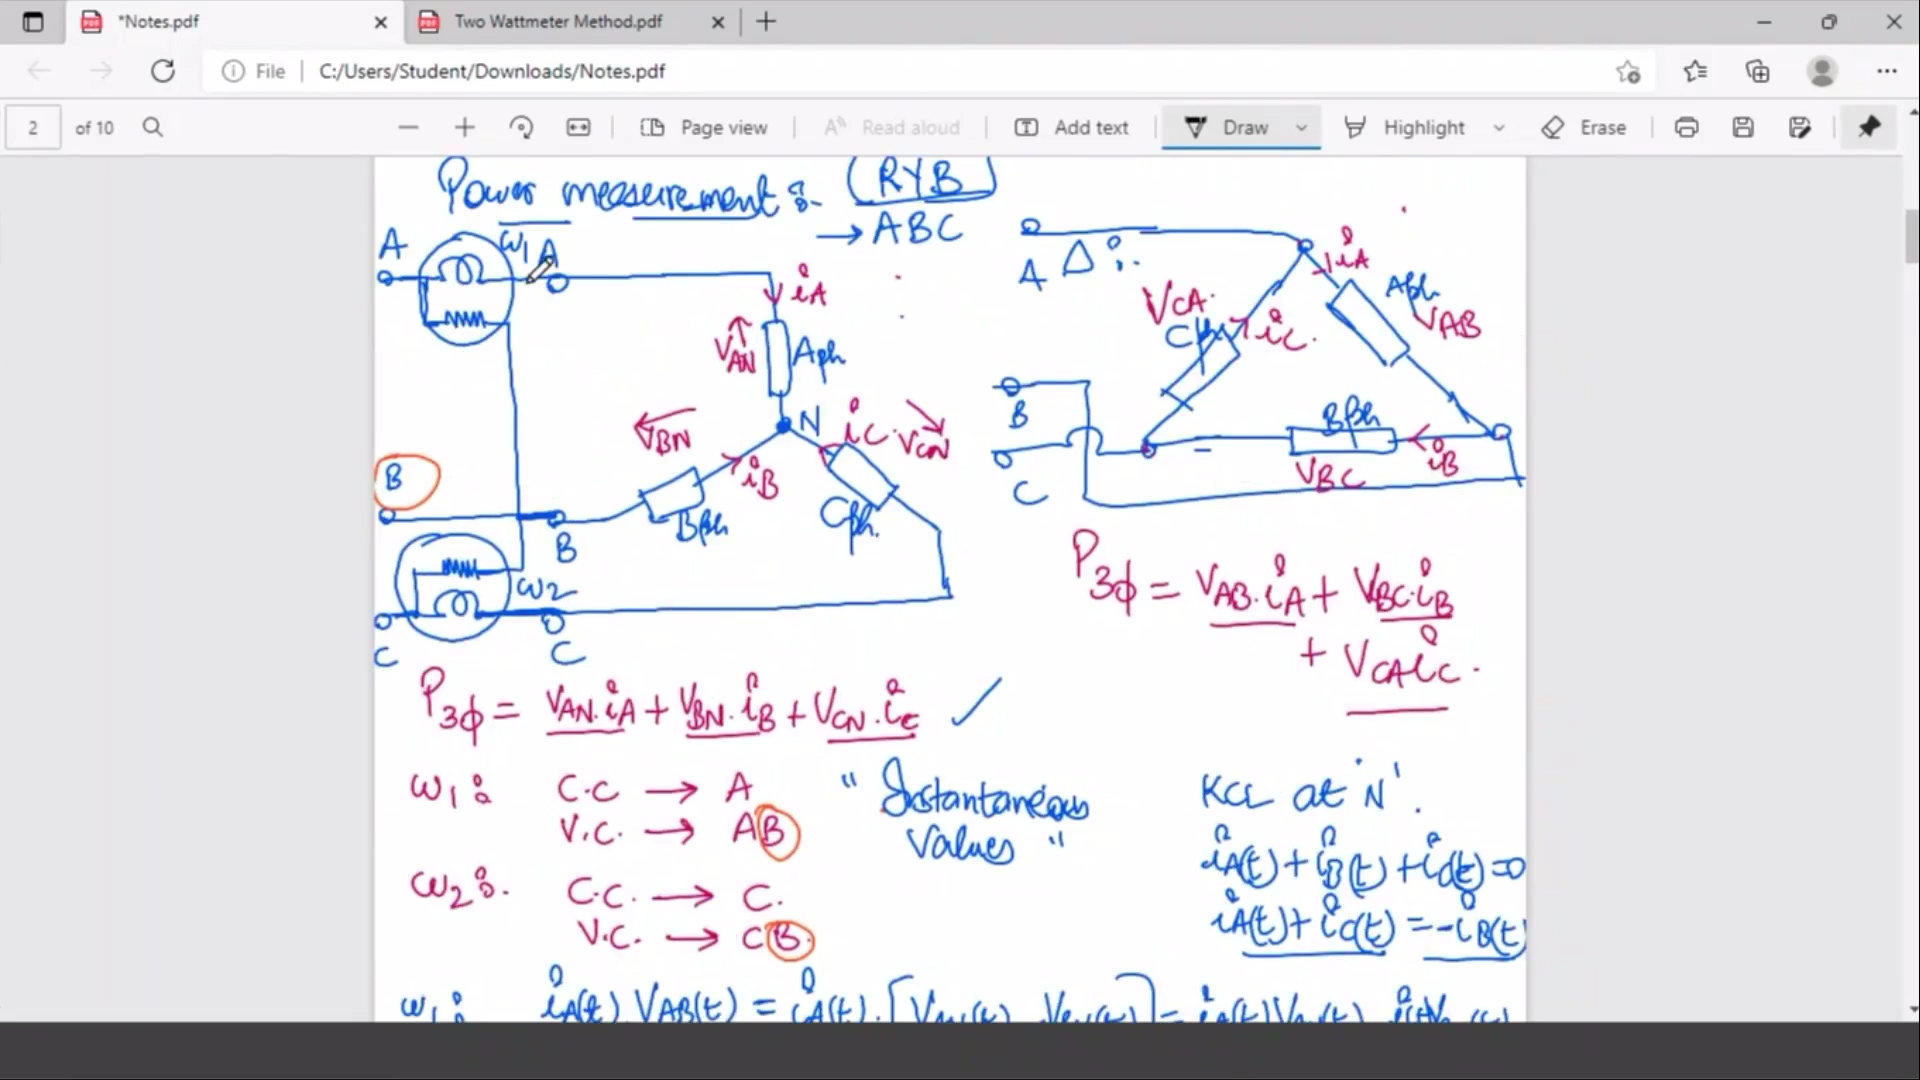 *Notes.pdf
Two Wattmeter Method.pdf
File
C:/Users/Student/Downloads/Notes.pdf
2 of 10
Page view
Read aloud
Add text
Draw
Highlight
Erase
Power measurement :-
(RYB)
→ ABC
A
W1
A
iA
VAN
Aph
N
VBN
iB
Bph
iC
VCN
Cph.
B
B
W2
C
C
A
Δ :.
iA
Aph
VAB
VCA.
Cph
iC.
B
C
Bph
VBC
iB
P3ϕ = VAB.iA + VBC.iB
+ VCA iC.
P3ϕ = VAN.iA + VBN.iB + VCN.iC ✓
W1 : C.C → A
V.C. → AB
W2 :. C.C. → C.
V.C. → CB.
" Instantaneous
Values "
KCL at 'N'.
iA(t) + iB(t) + iC(t) = 0
iA(t) + iC(t) = -iB(t)
W1 : iA(t) VAB(t) = iA(t).